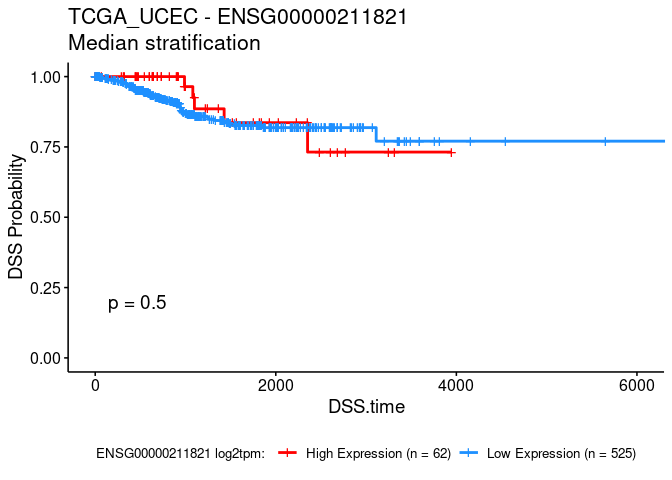 TCGA_UCEC - ENSG00000211821
Median stratification
DSS Probability
1.00
0.75
0.50
0.25
0.00
p = 0.5
0 2000 4000 6000
DSS.time
ENSG00000211821 log2tpm: High Expression (n = 62) Low Expression (n = 525)